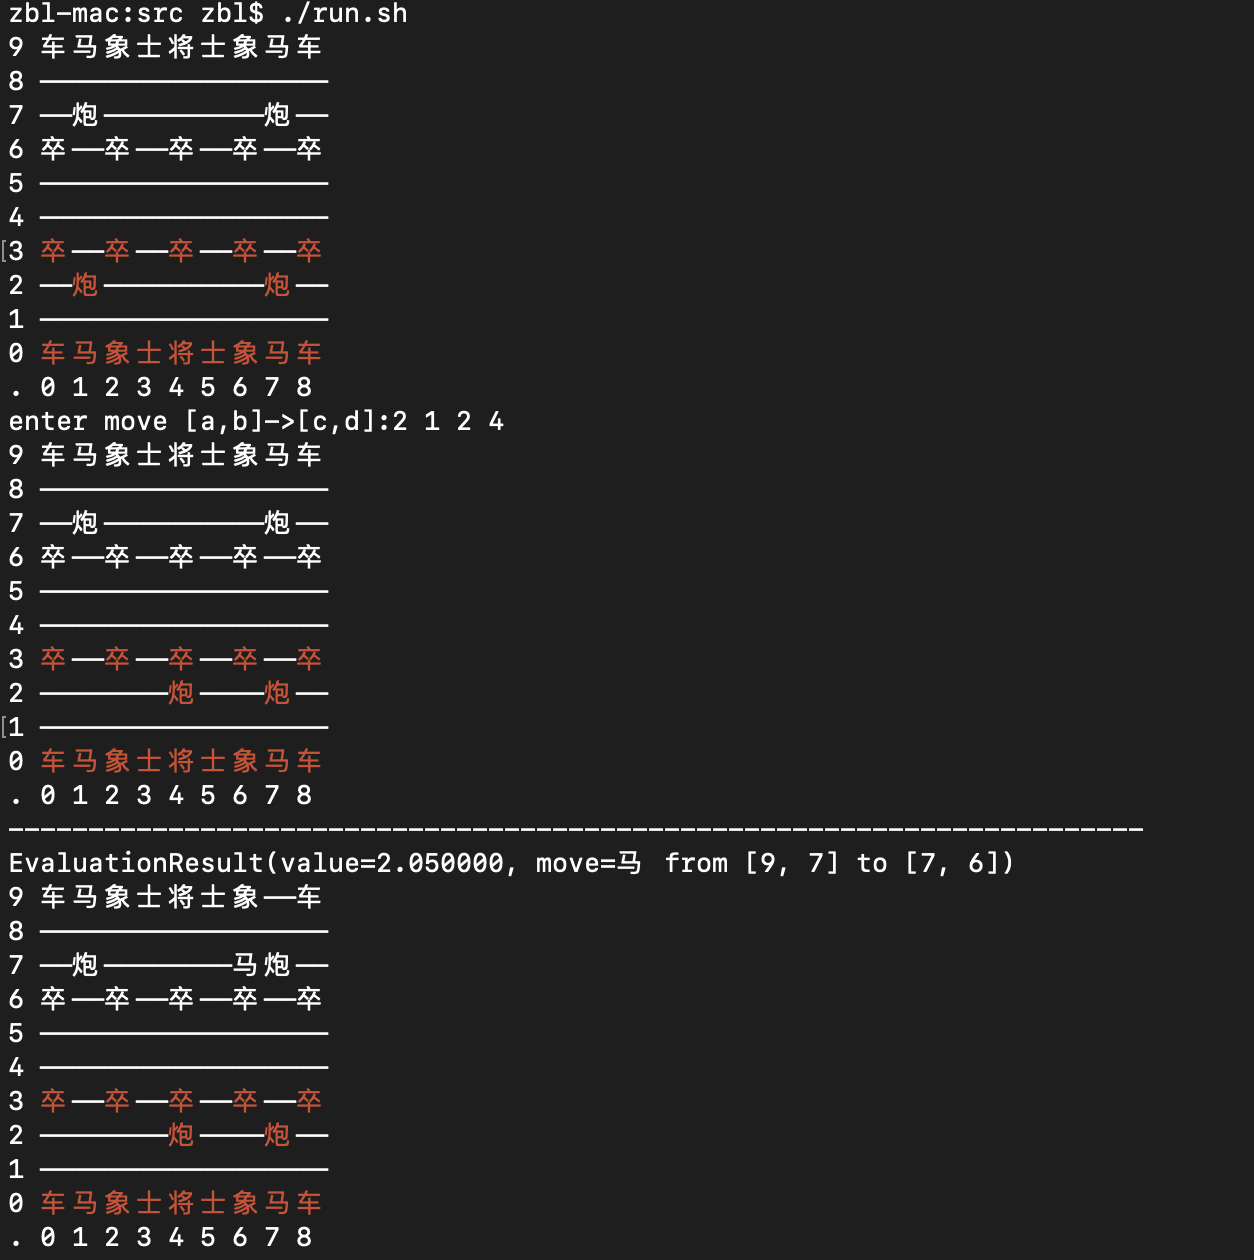 zbl-mac:src zbl$ ./run.sh
9 车马象士将士象马车
8 ——————————————————
7 ——炮——————————炮——
6 卒——卒——卒——卒——卒
5 ——————————————————
4 ——————————————————
[3 卒——卒——卒——卒——卒
2 ——炮——————————炮——
1 ——————————————————
0 车马象士将士象马车
. 0 1 2 3 4 5 6 7 8
enter move [a,b]->[c,d]:2 1 2 4
9 车马象士将士象马车
8 ——————————————————
7 ——炮——————————炮——
6 卒——卒——卒——卒——卒
5 ——————————————————
4 ——————————————————
3 卒——卒——卒——卒——卒
2 ————————炮————炮——
[1 ——————————————————
0 车马象士将士象马车
. 0 1 2 3 4 5 6 7 8
-----------------------------------------------------------------------
EvaluationResult(value=2.050000, move=马 from [9, 7] to [7, 6])
9 车马象士将士象——车
8 ——————————————————
7 ——炮————————马炮——
6 卒——卒——卒——卒——卒
5 ——————————————————
4 ——————————————————
3 卒——卒——卒——卒——卒
2 ————————炮————炮——
1 ——————————————————
0 车马象士将士象马车
. 0 1 2 3 4 5 6 7 8